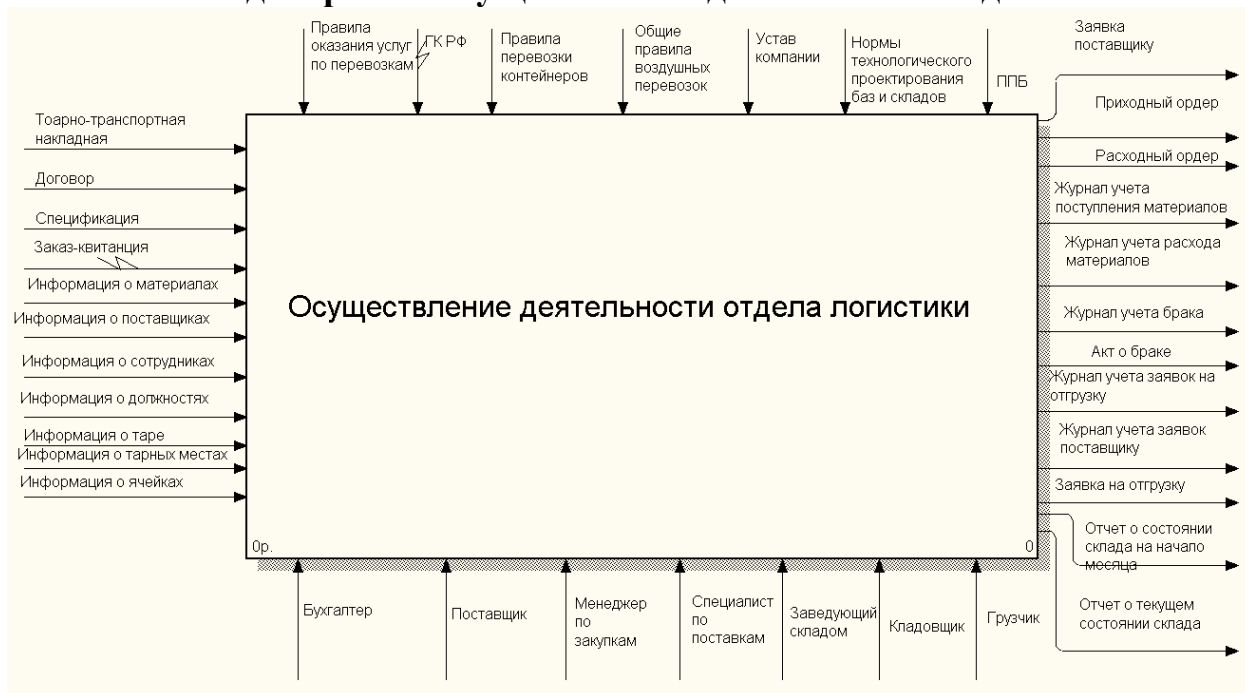 Правила
оказания услуг
по перевозкам
ГК РФ
Правила
перевозки
контейнеров
Общие
правила
воздушных
перевозок
Устав
компании
Нормы
технологического
проектирования
баз и складов
ППБ
Заявка
поставщику
Приходный ордер
Расходный ордер
Журнал учета
поступления материалов
Журнал учета расхода
материалов
Журнал учета брака
Акт о браке
Журнал учета заявок на
отгрузку
Журнал учета заявок
поставщику
Заявка на отгрузку
Отчет о состоянии
склада на начало
месяца
Отчет о текущем
состоянии склада
Тоарно-транспортная
накладная
Договор
Спецификация
Заказ-квитанция
Информация о материалах
Информация о поставщиках
Информация о сотрудниках
Информация о должностях
Информация о таре
Информация о тарных местах
Информация о ячейках
Осуществление деятельности отдела логистики
0р.
0
Бухгалтер
Поставщик
Менеджер
по
закупкам
Специалист
по
поставкам
Заведующий
складом
Кладовщик
Грузчик